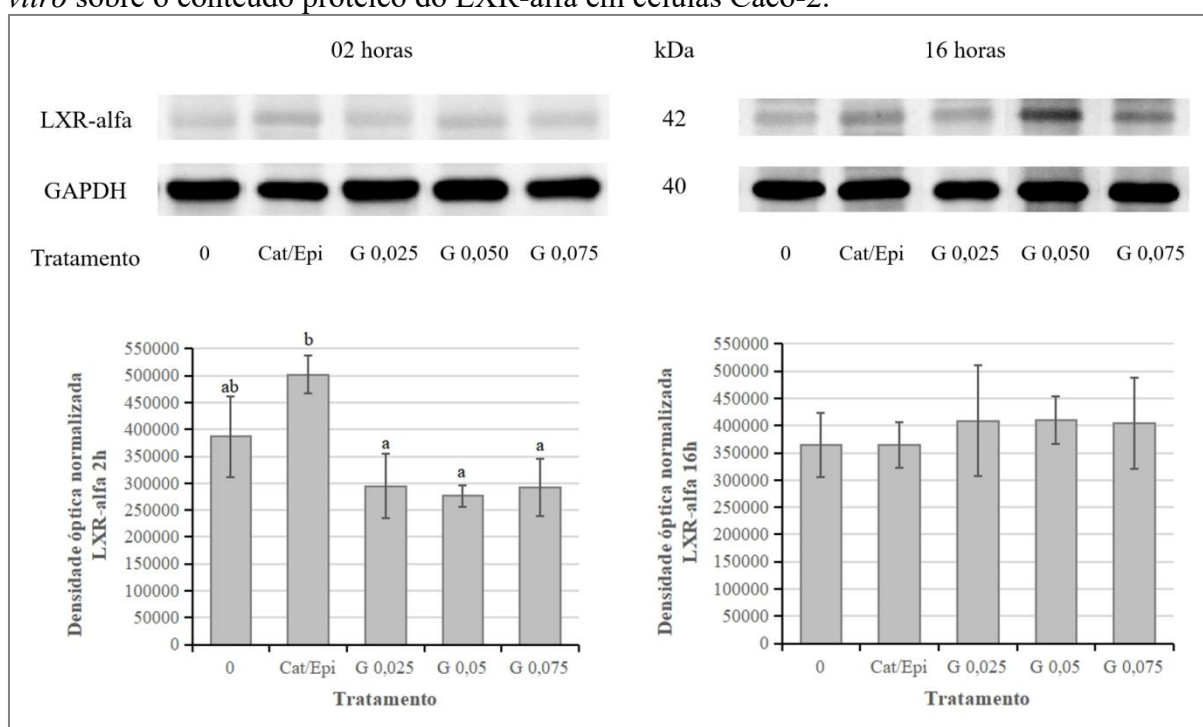 vitro sobre o conteúdo proteico do LXR-alfa em células Caco-2.
02 horas kDa 16 horas
LXR-alfa 42
GAPDH 40
Tratamento 0 Cat/Epi G 0,025 G 0,050 G 0,075 0 Cat/Epi G 0,025 G 0,050 G 0,075
Densidade óptica normalizada
LXR-alfa 2h
550000
500000
450000
400000
350000
300000
250000
200000
150000
100000
50000
0
ab
b
a
a
a
0 Cat/Epi G 0,025 G 0,05 G 0,075
Tratamento
Densidade óptica normalizada
LXR-alfa 16h
550000
500000
450000
400000
350000
300000
250000
200000
150000
100000
50000
0
0 Cat/Epi G 0,025 G 0,05 G 0,075
Tratamento